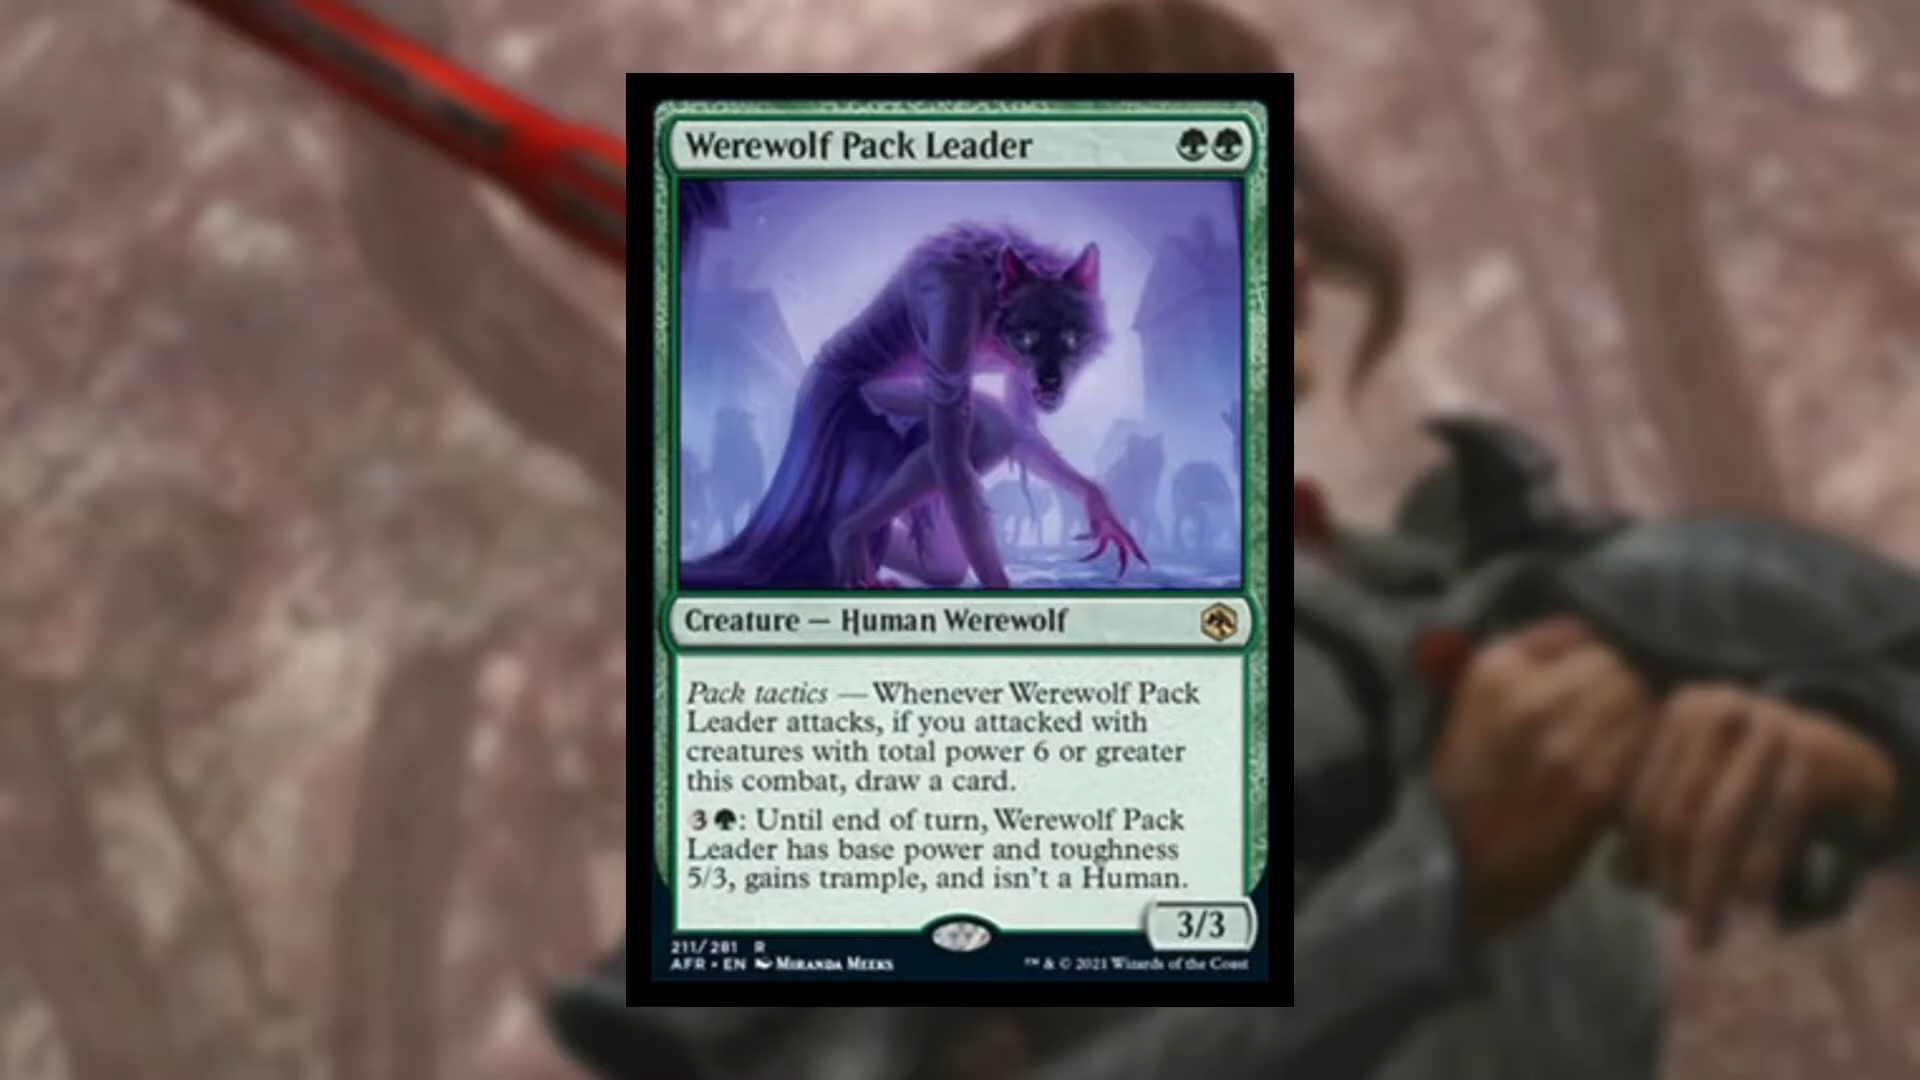 Werewolf Pack Leader
Creature — Human Werewolf
Pack tactics — Whenever Werewolf Pack
Leader attacks, if you attacked with
creatures with total power 6 or greater
this combat, draw a card.
3: Until end of turn, Werewolf Pack
Leader has base power and toughness
5/3, gains trample, and isn't a Human.
3/3
211/281 R
AFR • EN Miranda Meeks
™ & © 2021 Wizards of the Coast